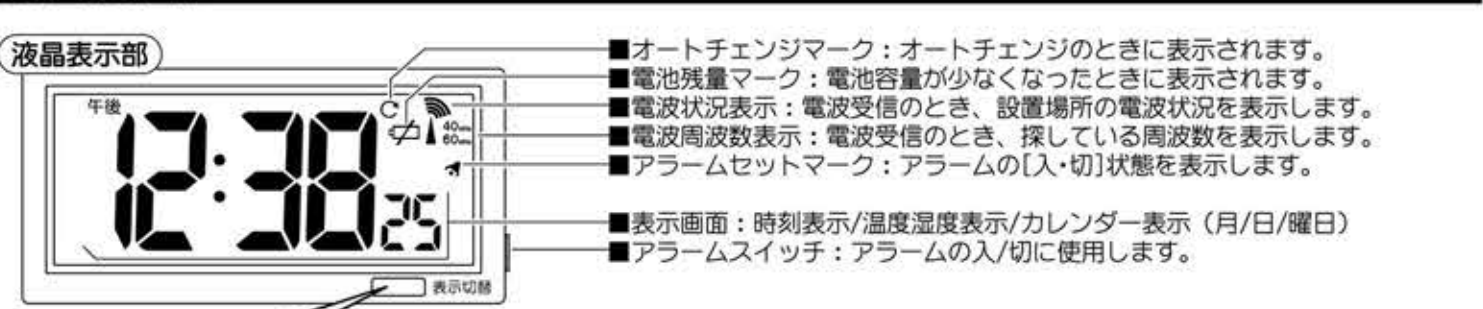 液晶表示部
午後
12:38 25
40kHz
60kHz
表示切替
■オートチェンジマーク：オートチェンジのときに表示されます。
■電池残量マーク：電池容量が少なくなったときに表示されます。
■電波状況表示：電波受信のとき、設置場所の電波状況を表示します。
■電波周波数表示：電波受信のとき、探している周波数を表示します。
■アラームセットマーク：アラームの[入・切]状態を表示します。
■表示画面：時刻表示/温度湿度表示/カレンダー表示（月/日/曜日）
■アラームスイッチ：アラームの入/切に使用します。